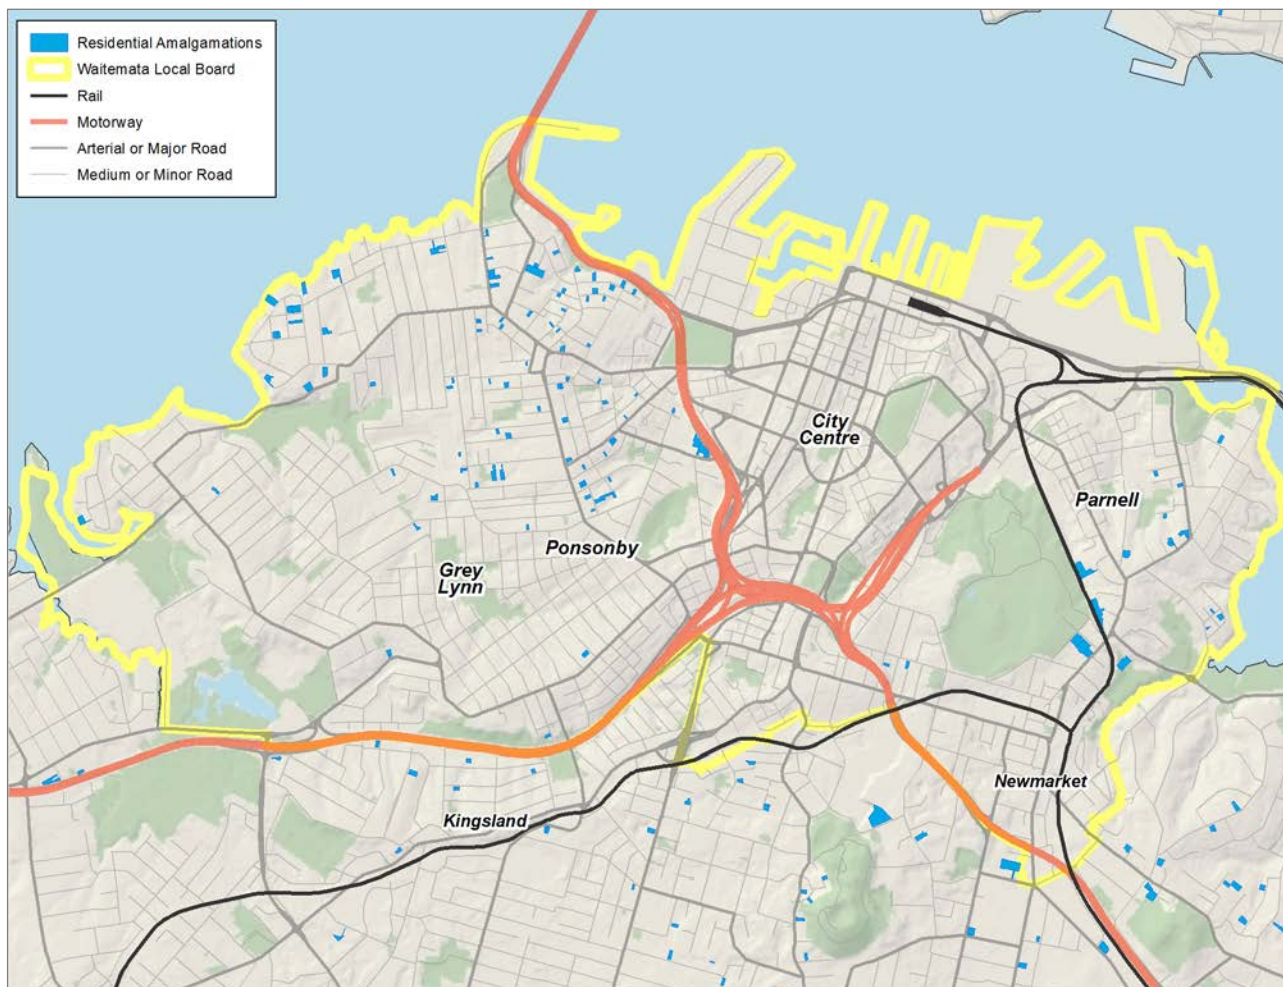 Residential Amalgamations
Waitemata Local Board
Rail
Motorway
Arterial or Major Road
Medium or Minor Road
City
Centre
Parnell
Ponsonby
Grey
Lynn
Newmarket
Kingsland